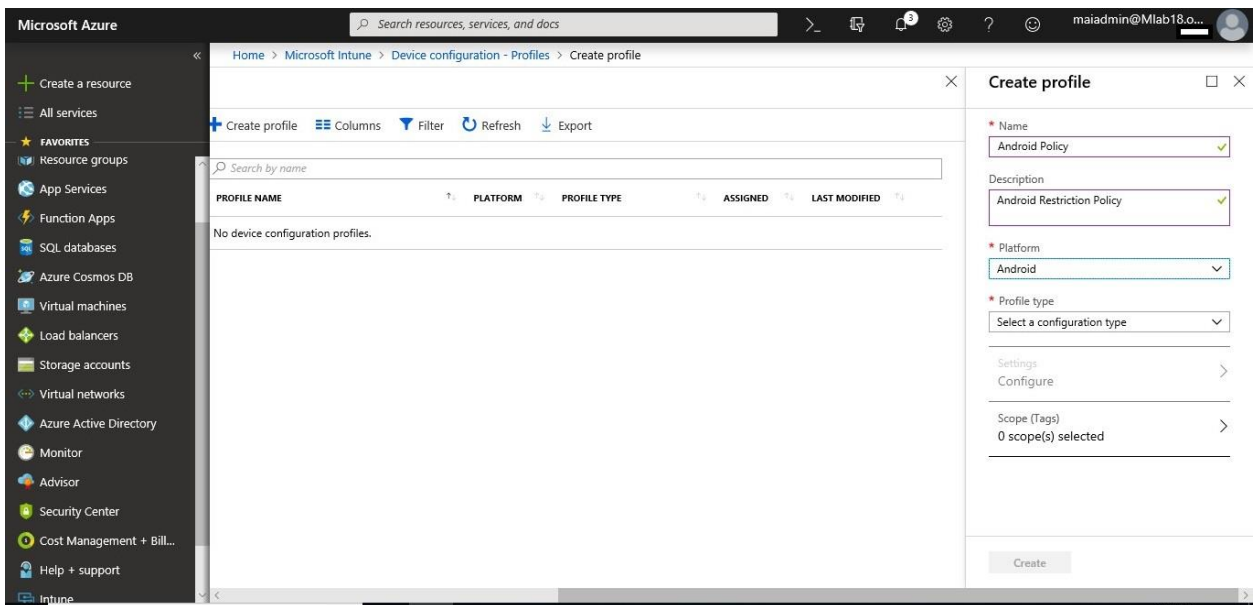 Microsoft Azure
Search resources, services, and docs
3
maiadmin@Mlab18.o...
Home > Microsoft Intune > Device configuration - Profiles > Create profile
Create a resource
All services
FAVORITES
Resource groups
App Services
Function Apps
SQL databases
Azure Cosmos DB
Virtual machines
Load balancers
Storage accounts
Virtual networks
Azure Active Directory
Monitor
Advisor
Security Center
Cost Management + Bill...
Help + support
Intune
Create profile Columns Filter Refresh Export
Search by name
PROFILE NAME PLATFORM PROFILE TYPE ASSIGNED LAST MODIFIED
No device configuration profiles.
Create profile
* Name
Android Policy
Description
Android Restriction Policy
* Platform
Android
* Profile type
Select a configuration type
Settings
Configure
Scope (Tags)
0 scope(s) selected
Create